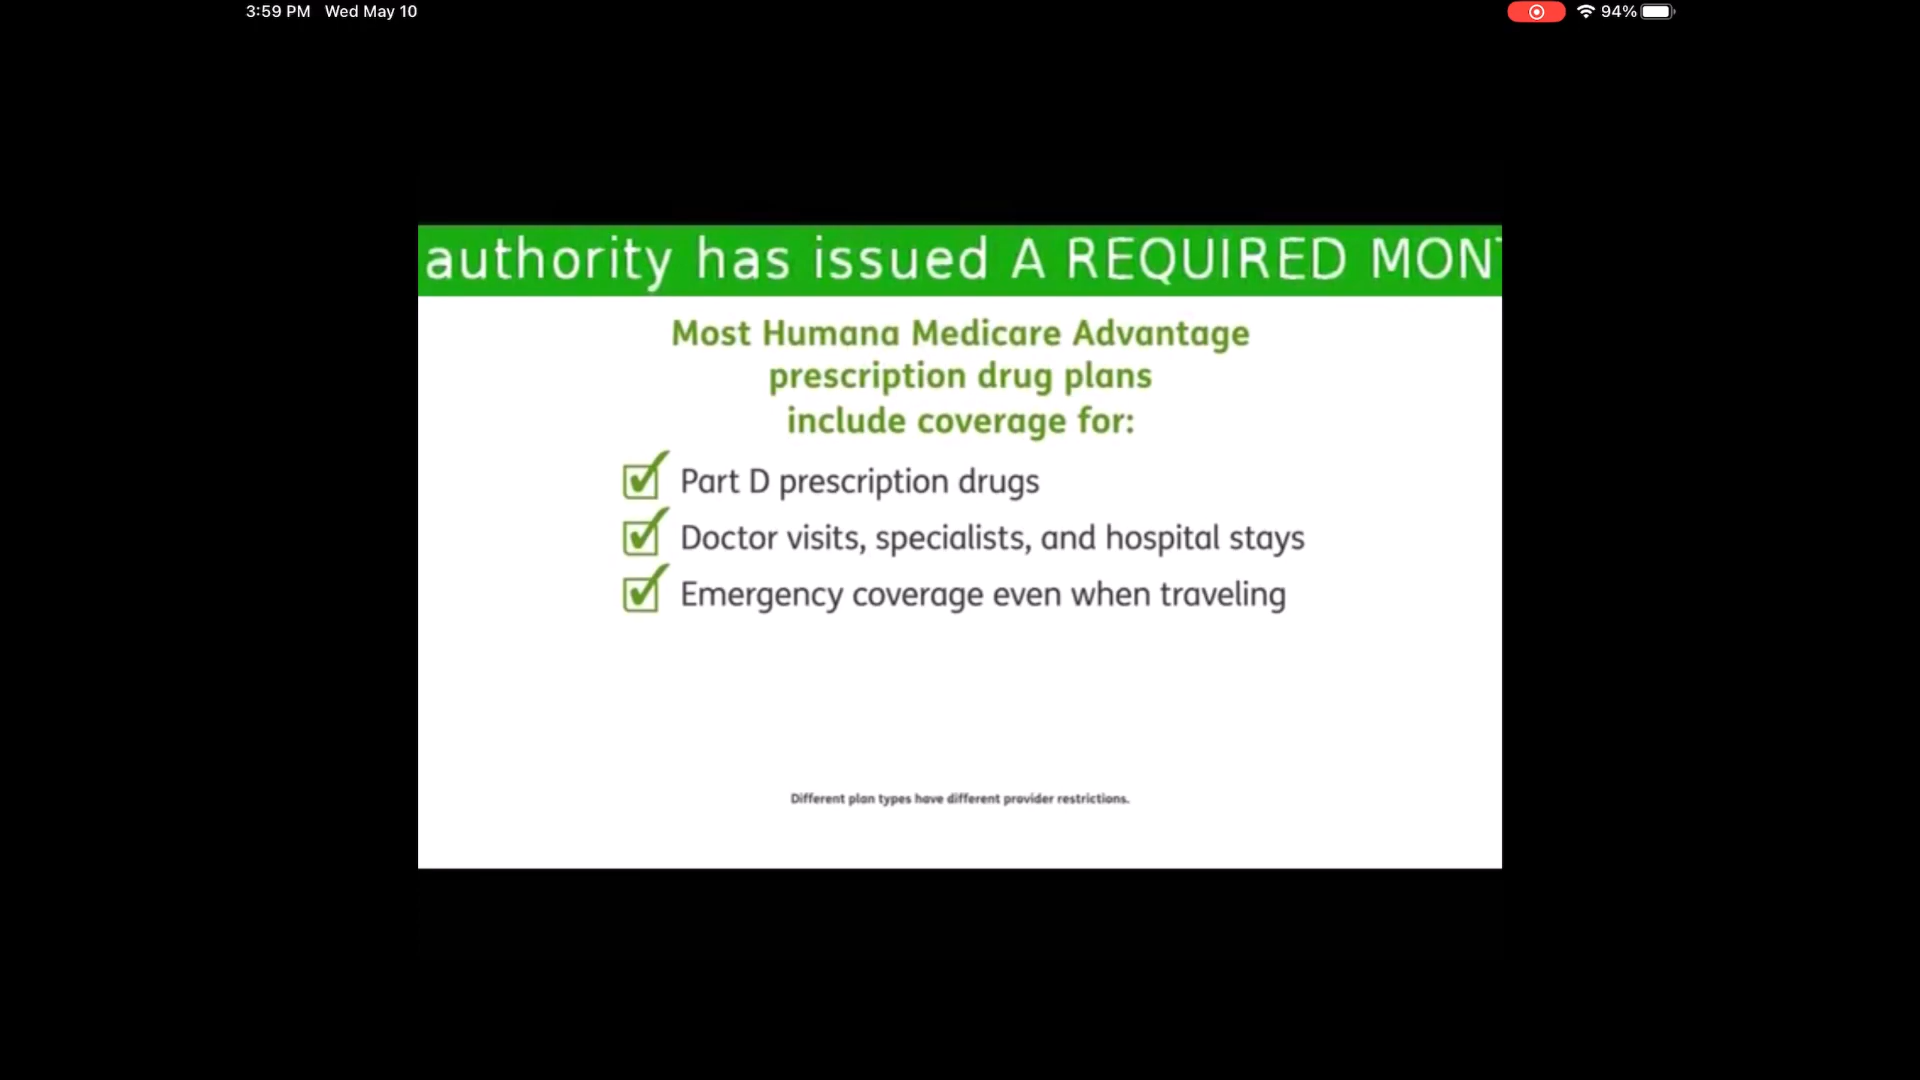 3:59 PM Wed May 10
94%
authority has issued A REQUIRED MON
Most Humana Medicare Advantage
prescription drug plans
include coverage for:
Part D prescription drugs
Doctor visits, specialists, and hospital stays
Emergency coverage even when traveling
Different plan types have different provider restrictions.